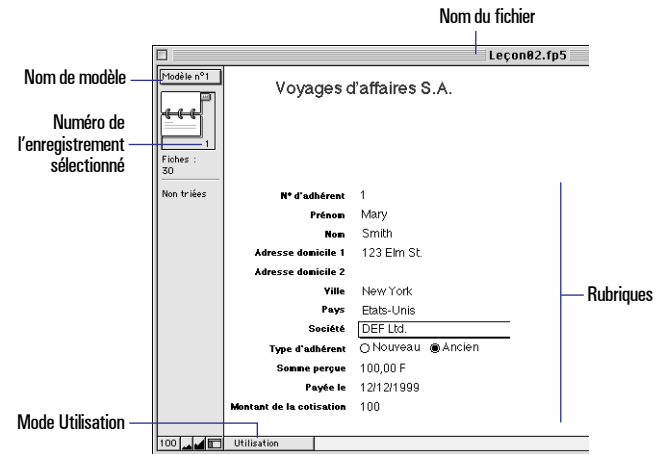 Nom du fichier
Leçon02.fp5
Nom de modèle
Modèle n°1
Voyages d'affaires S.A.
Numéro de
l'enregistrement
sélectionné
1
Fiches :
30
Non triées
N° d'adhérent 1
Prénom Mary
Nom Smith
Adresse domicile 1 123 Elm St.
Adresse domicile 2
Ville New York
Rubriques
Pays Etats-Unis
Société DEF Ltd.
Type d'adhérent Nouveau Ancien
Somme perçue 100,00 F
Payée le 12/12/1999
Montant de la cotisation 100
Mode Utilisation
100 Utilisation